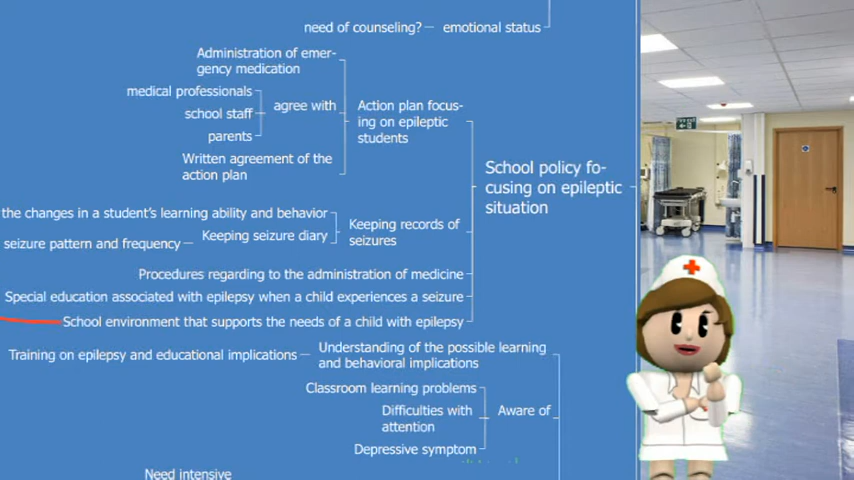 need of counseling?
emotional status
Administration of emer-
gency medication
medical professionals
school staff
parents
agree with
Written agreement of the
action plan
Action plan focus-
ing on epileptic
students
the changes in a student's learning ability and behavior
seizure pattern and frequency
Keeping seizure diary
Keeping records of
seizures
Procedures regarding to the administration of medicine
Special education associated with epilepsy when a child experiences a seizure
School environment that supports the needs of a child with epilepsy
School policy fo-
cusing on epileptic
situation
Training on epilepsy and educational implications
Understanding of the possible learning
and behavioral implications
Classroom learning problems
Difficulties with
attention
Depressive symptom
Aware of
Need intensive